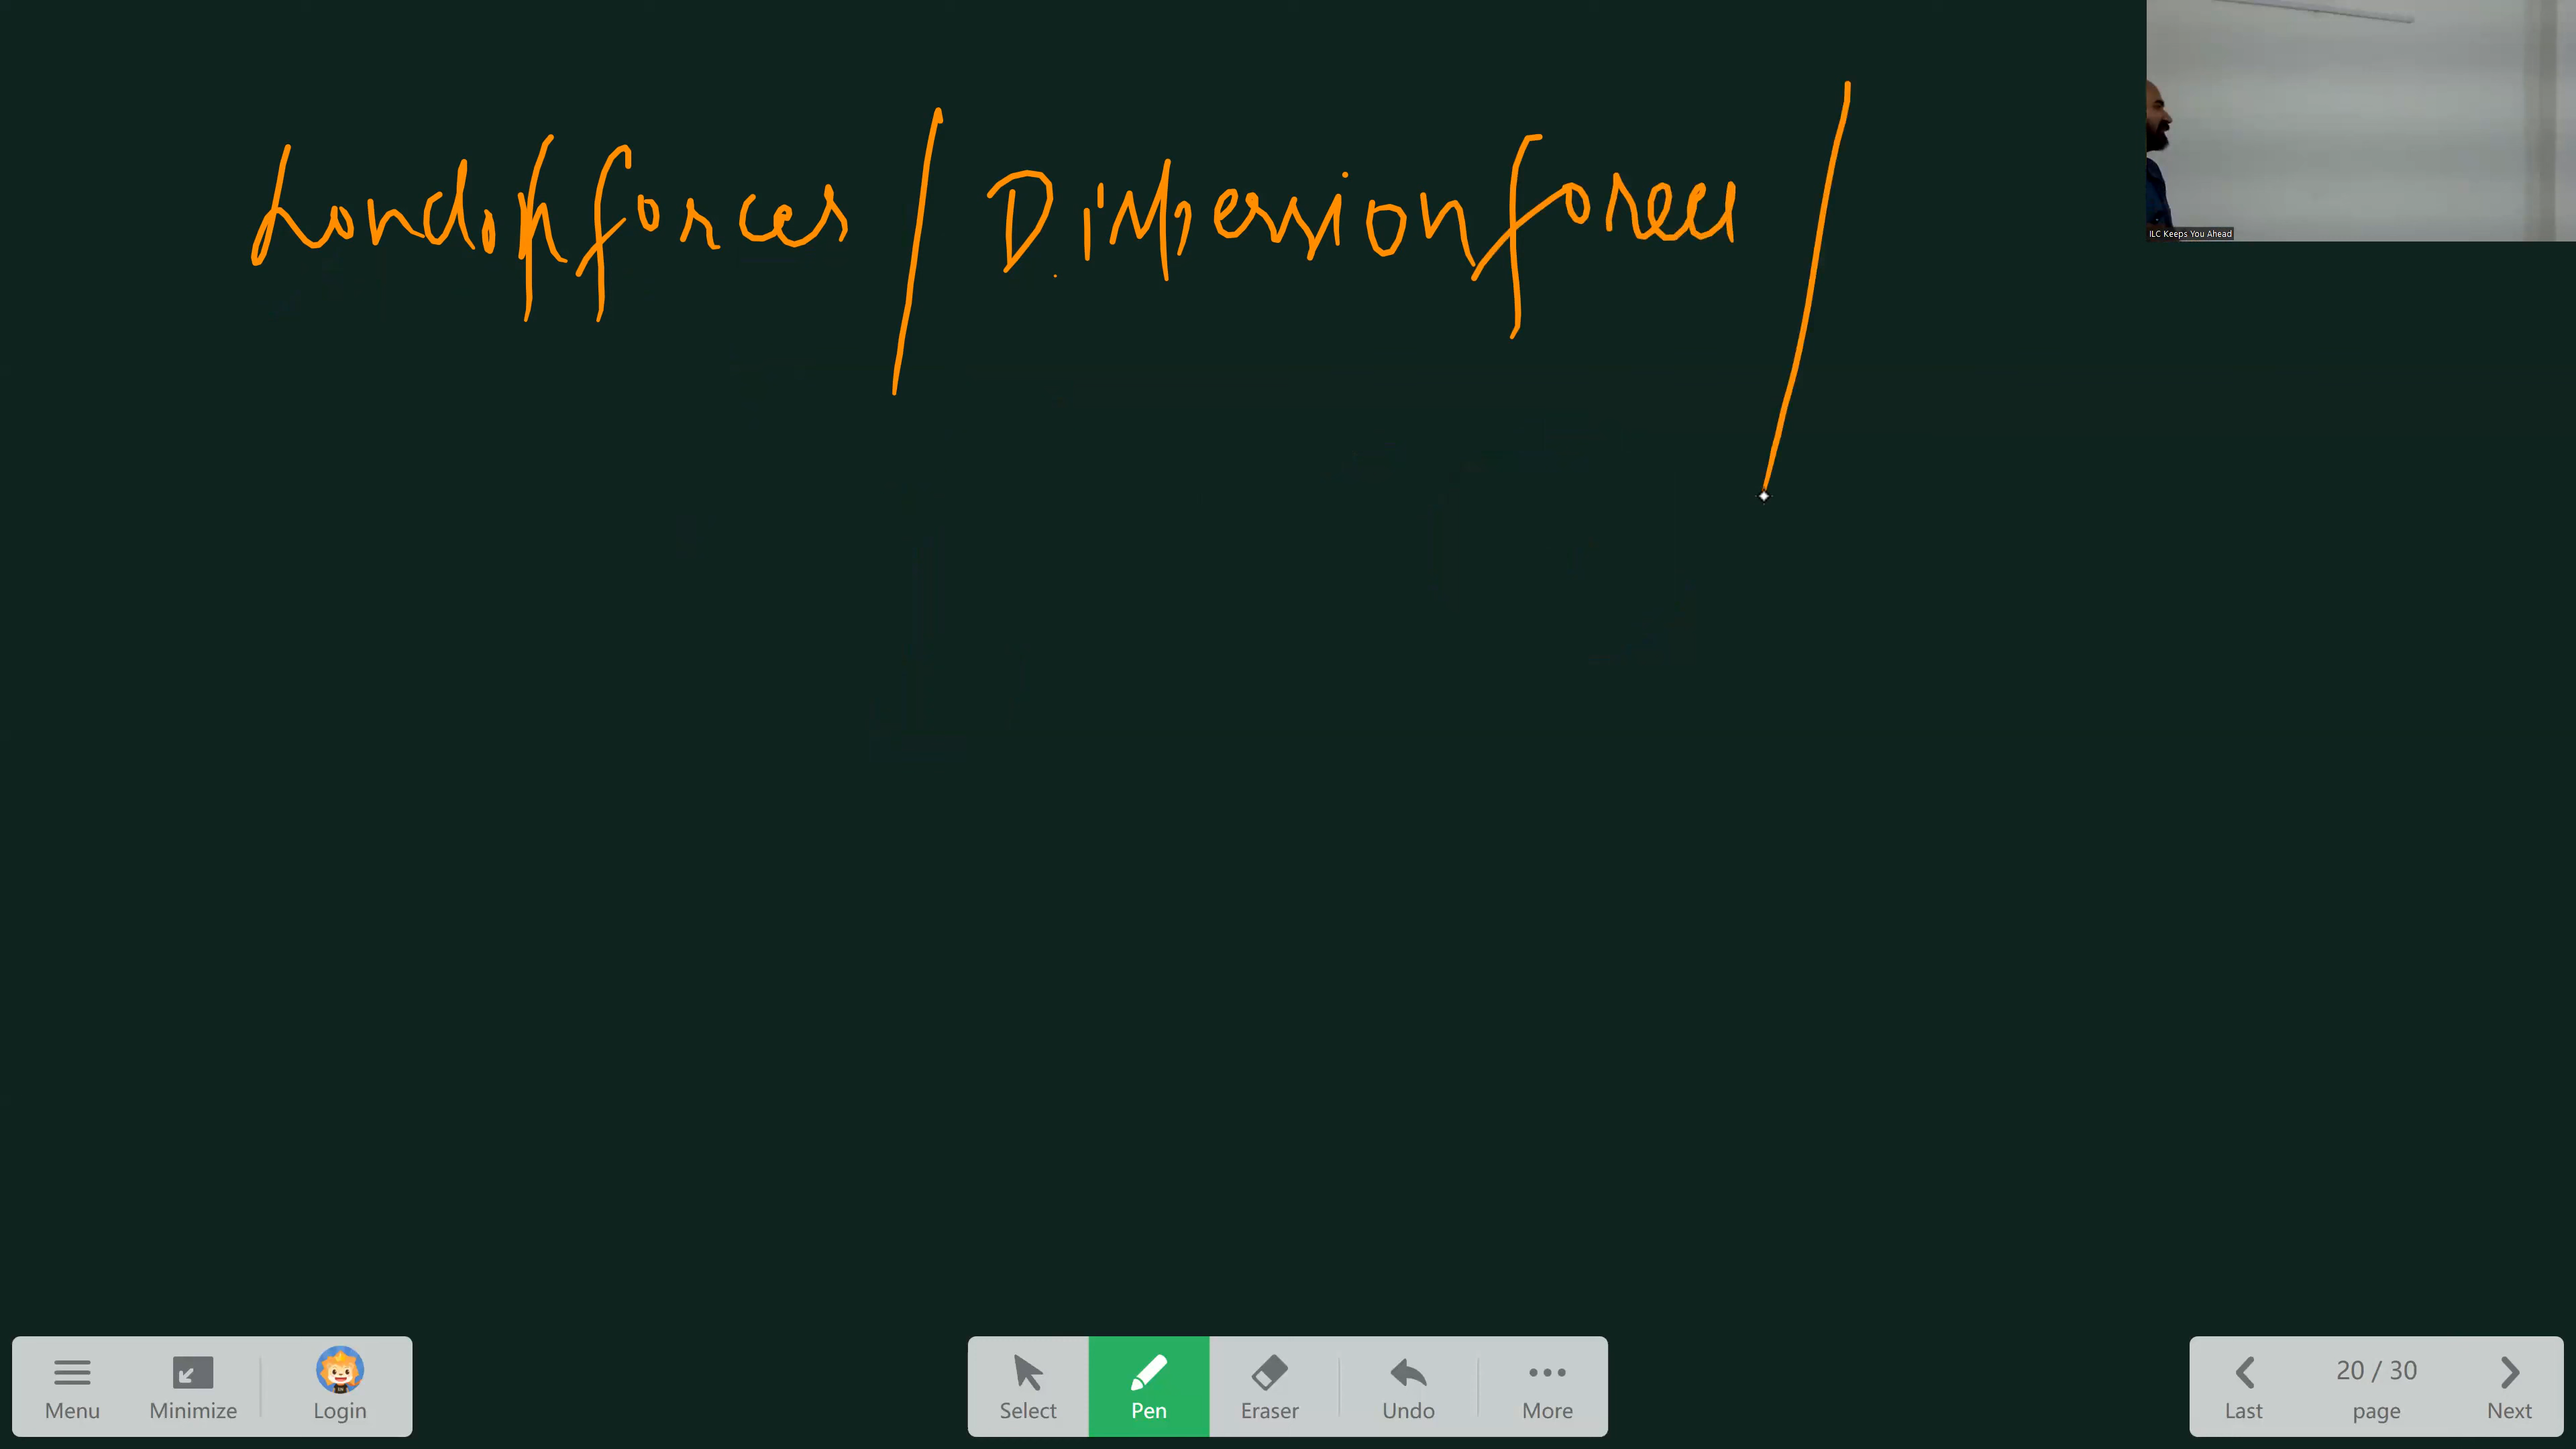 London forces / Dispersion forces /
ILC Keeps You Ahead
Menu Minimize Login Select Pen Eraser Undo More Last 20 / 30 page Next